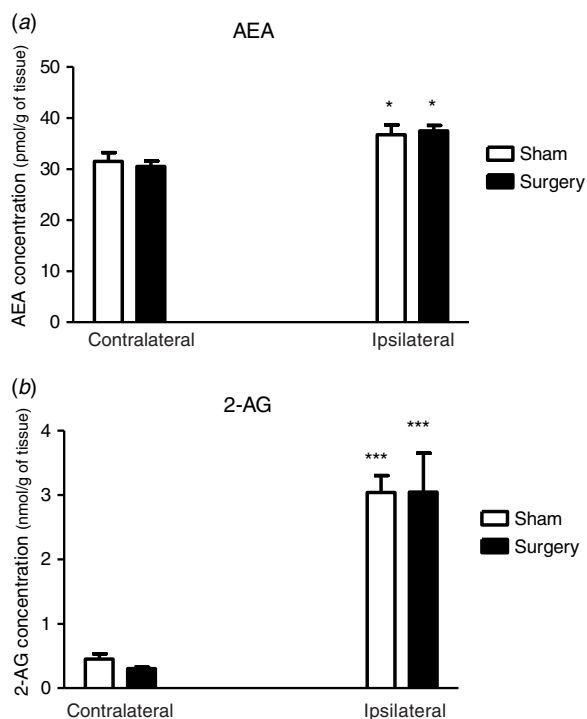 (a)
AEA
AEA concentration (pmol/g of tissue)
50
40
30
20
10
0
*
*
Sham
Surgery
Contralateral
Ipsilateral
(b)
2-AG
2-AG concentration (nmol/g of tissue)
4
3
2
1
0
***
***
Sham
Surgery
Contralateral
Ipsilateral